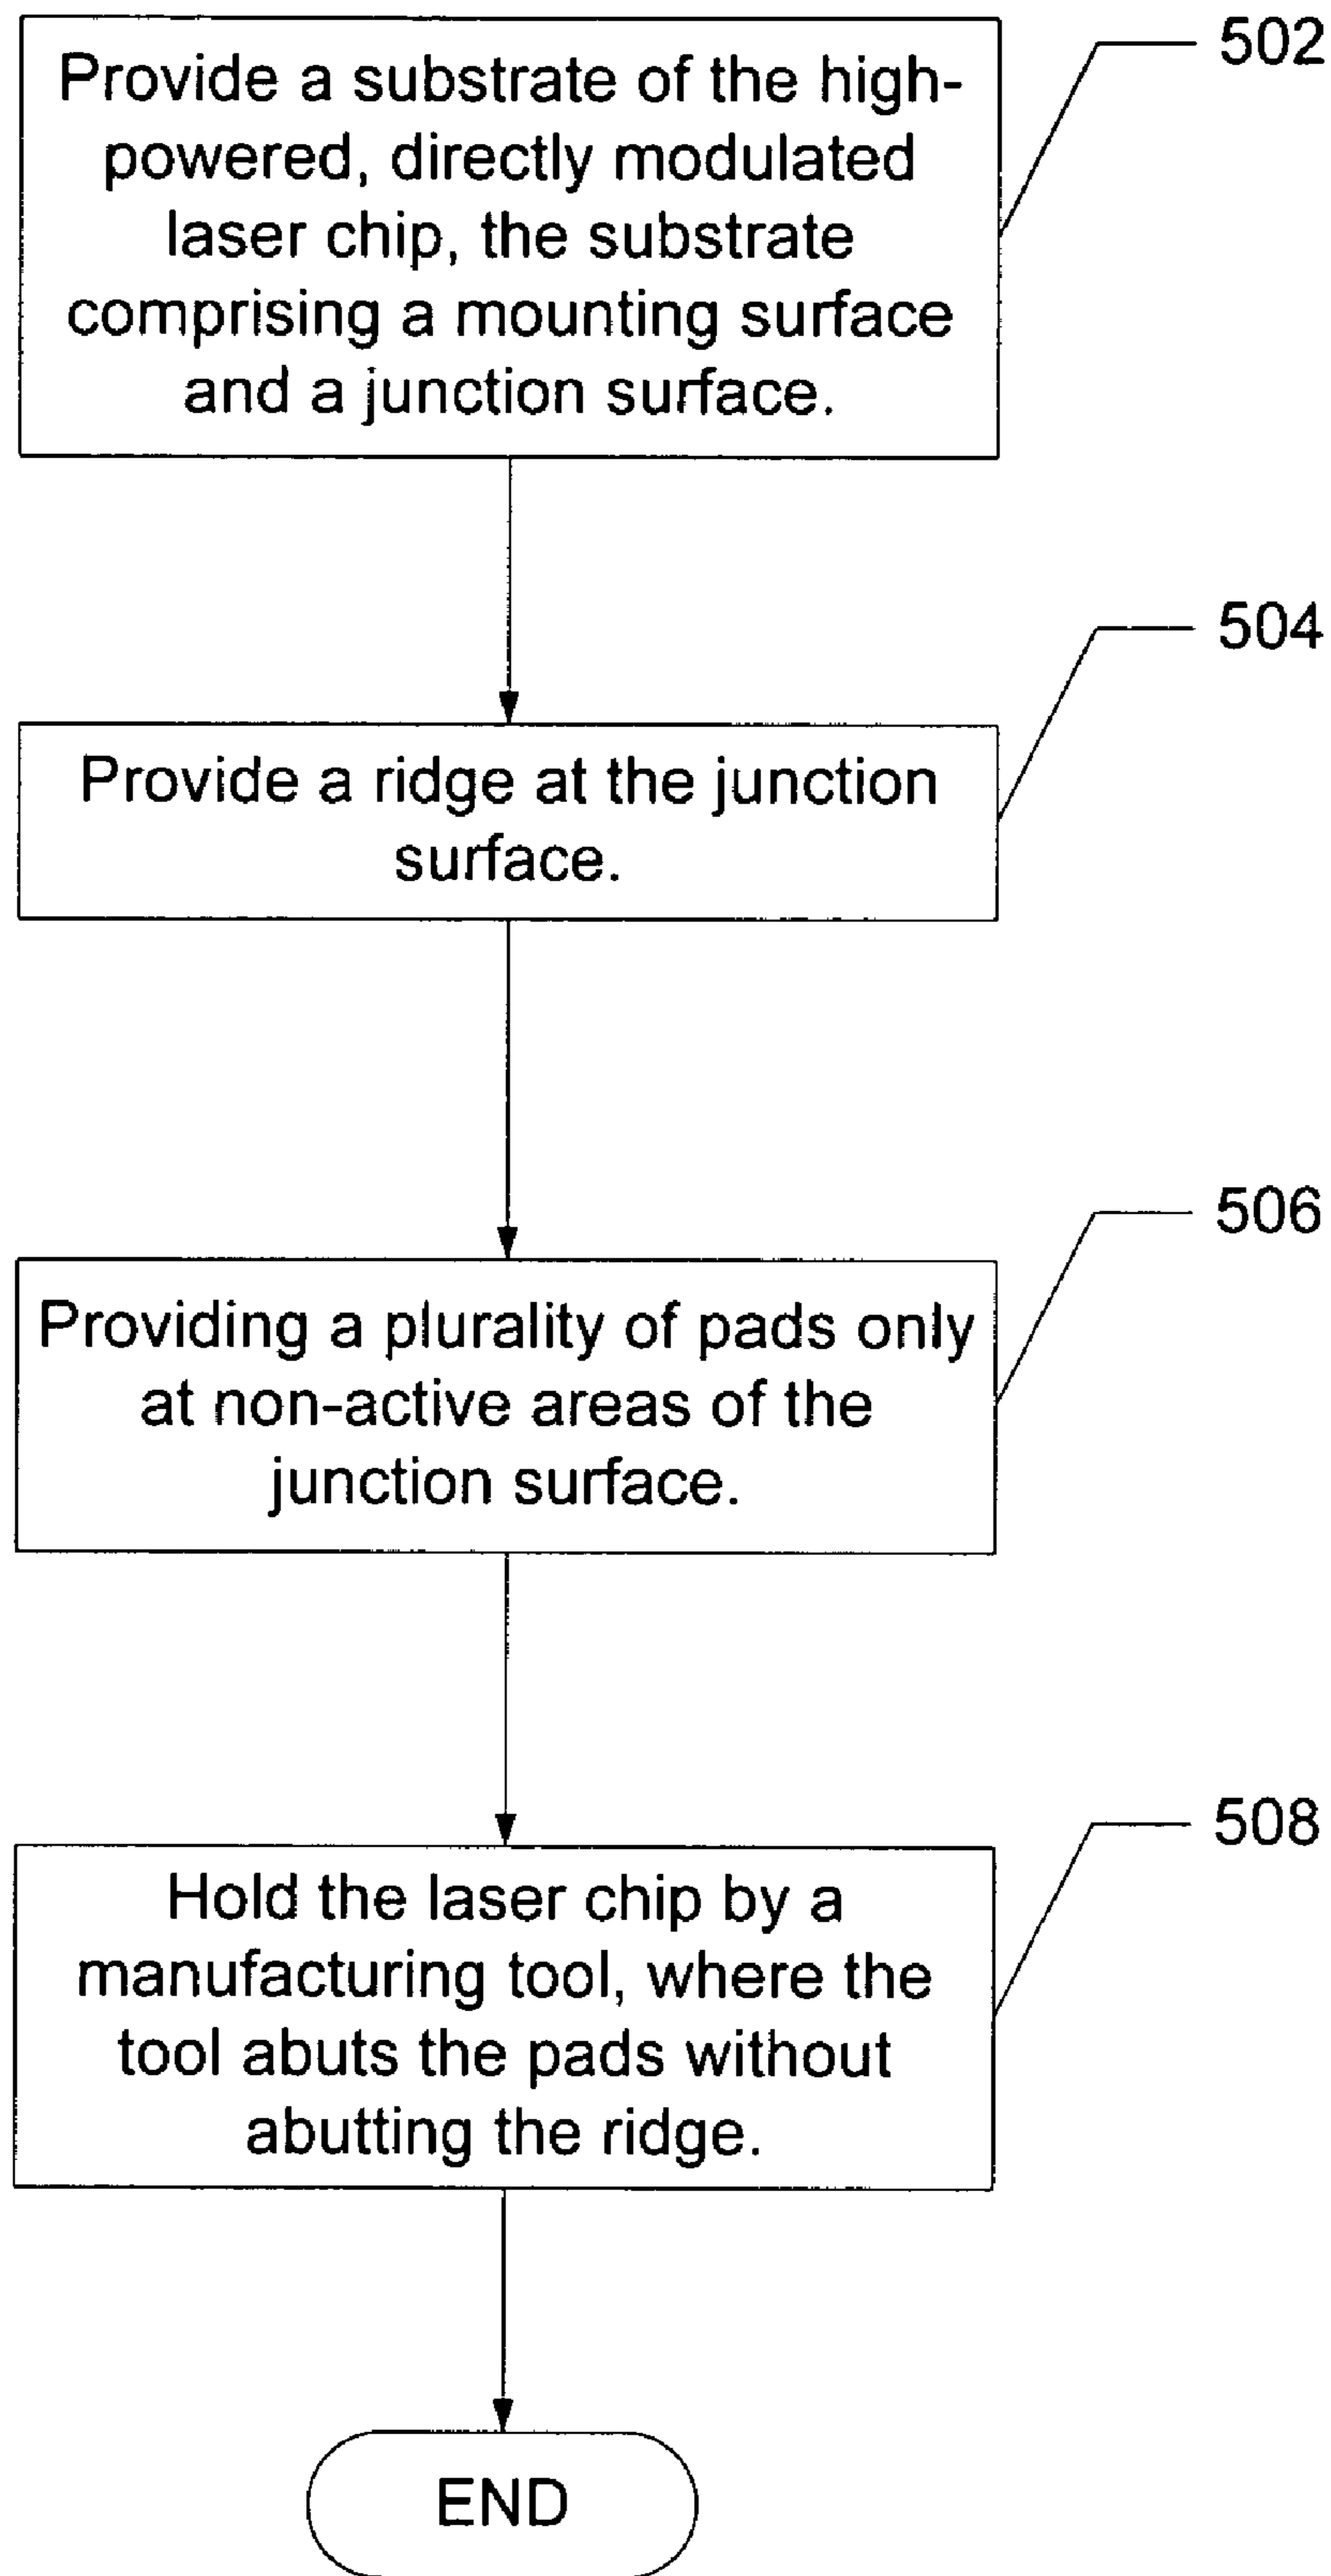 Provide a substrate of the high-
powered, directly modulated
laser chip, the substrate
comprising a mounting surface
and a junction surface.
502
Provide a ridge at the junction
surface.
504
Providing a plurality of pads only
at non-active areas of the
junction surface.
506
Hold the laser chip by a
manufacturing tool, where the
tool abuts the pads without
abutting the ridge.
508
END